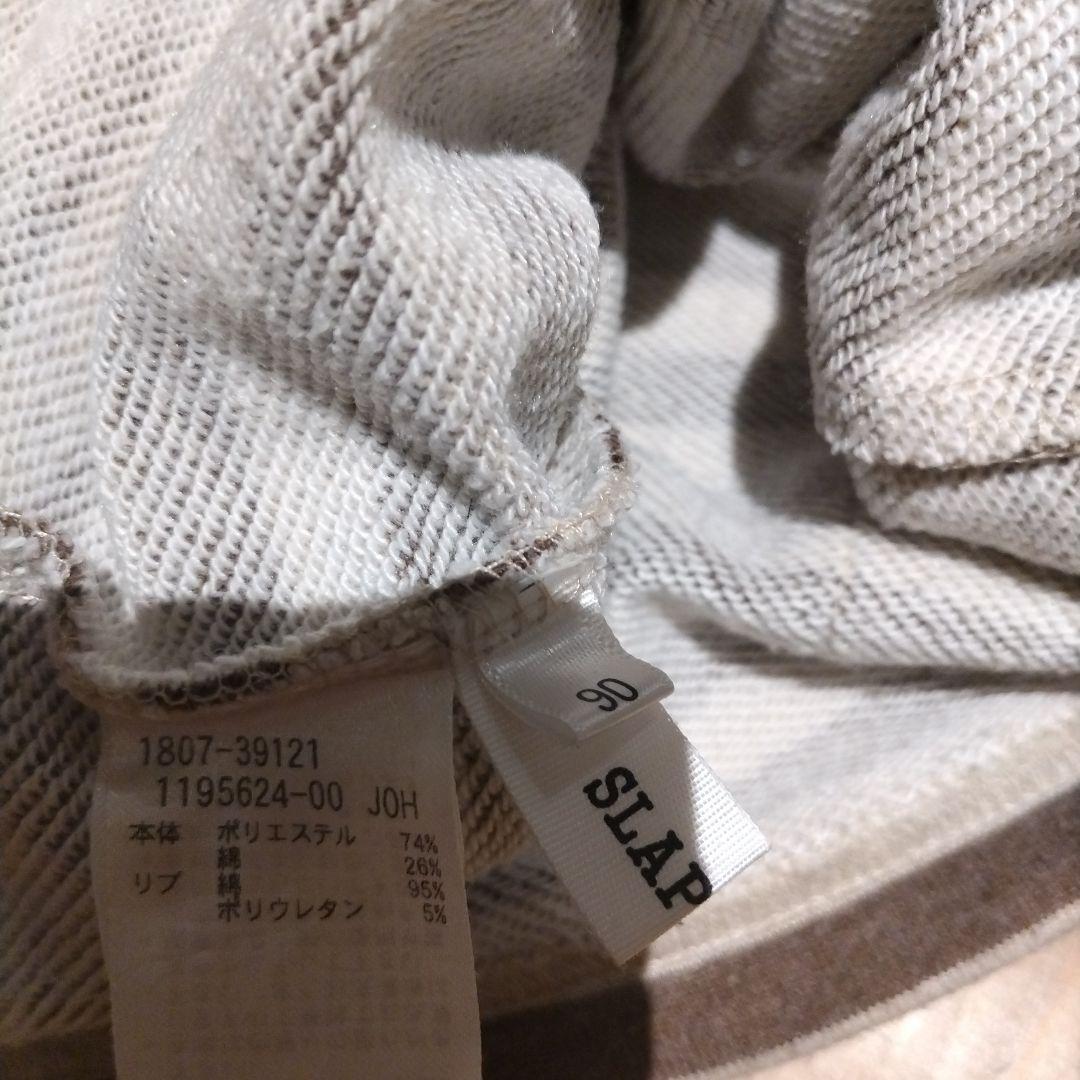 1807-39121
1195624-00 JOH
本体 ポリエステル 74%
綿 26%
リブ 綿 95%
ポリウレタン 5%
90
SLAP